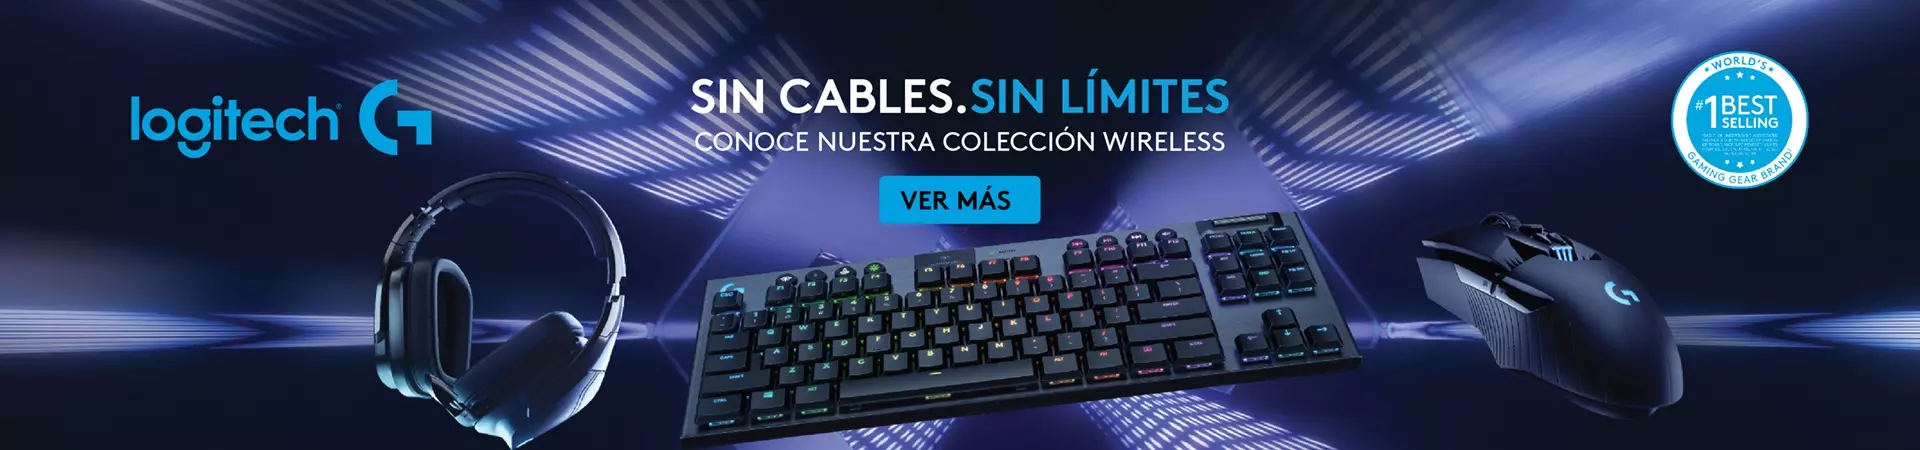 logitech G
SIN CABLES. SIN LÍMITES
CONOCE NUESTRA COLECCIÓN WIRELESS
VER MÁS
WORLD'S
#1 BEST
SELLING
GAMING GEAR BRAND